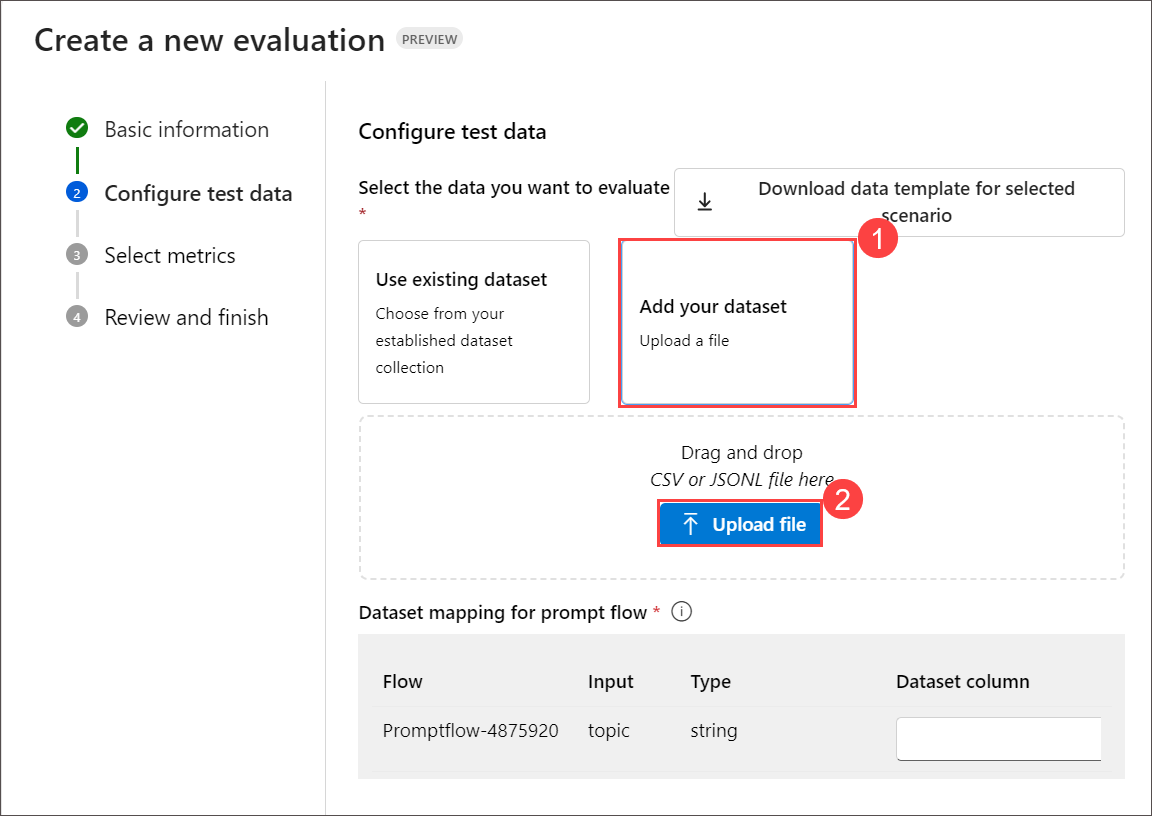 Create a new evaluation PREVIEW
Basic information
2 Configure test data
3 Select metrics
4 Review and finish
Configure test data
Select the data you want to evaluate
*
Download data template for selected
scenario
1
Use existing dataset
Choose from your
established dataset
collection
Add your dataset
Upload a file
Drag and drop
CSV or JSONL file here
2
Upload file
Dataset mapping for prompt flow *
Flow Input Type Dataset column
Promptflow-4875920 topic string